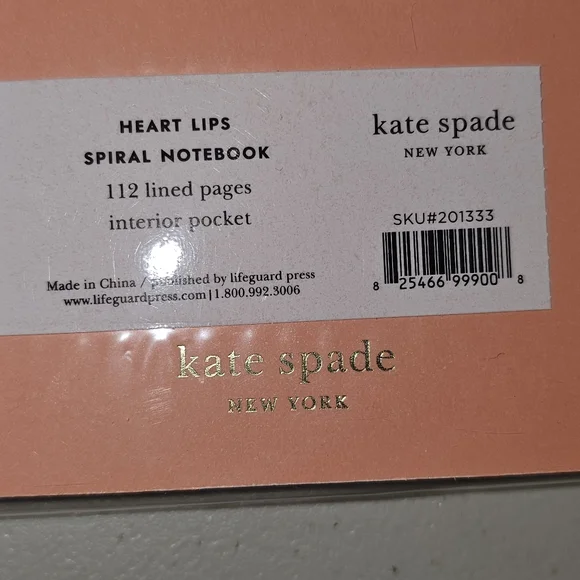 HEART LIPS
SPIRAL NOTEBOOK
112 lined pages
interior pocket
Made in China / published by lifeguard press
www.lifeguardpress.com | 1.800.992.3006
kate spade
NEW YORK
SKU#201333
8 25466 99900 8
kate spade
NEW YORK